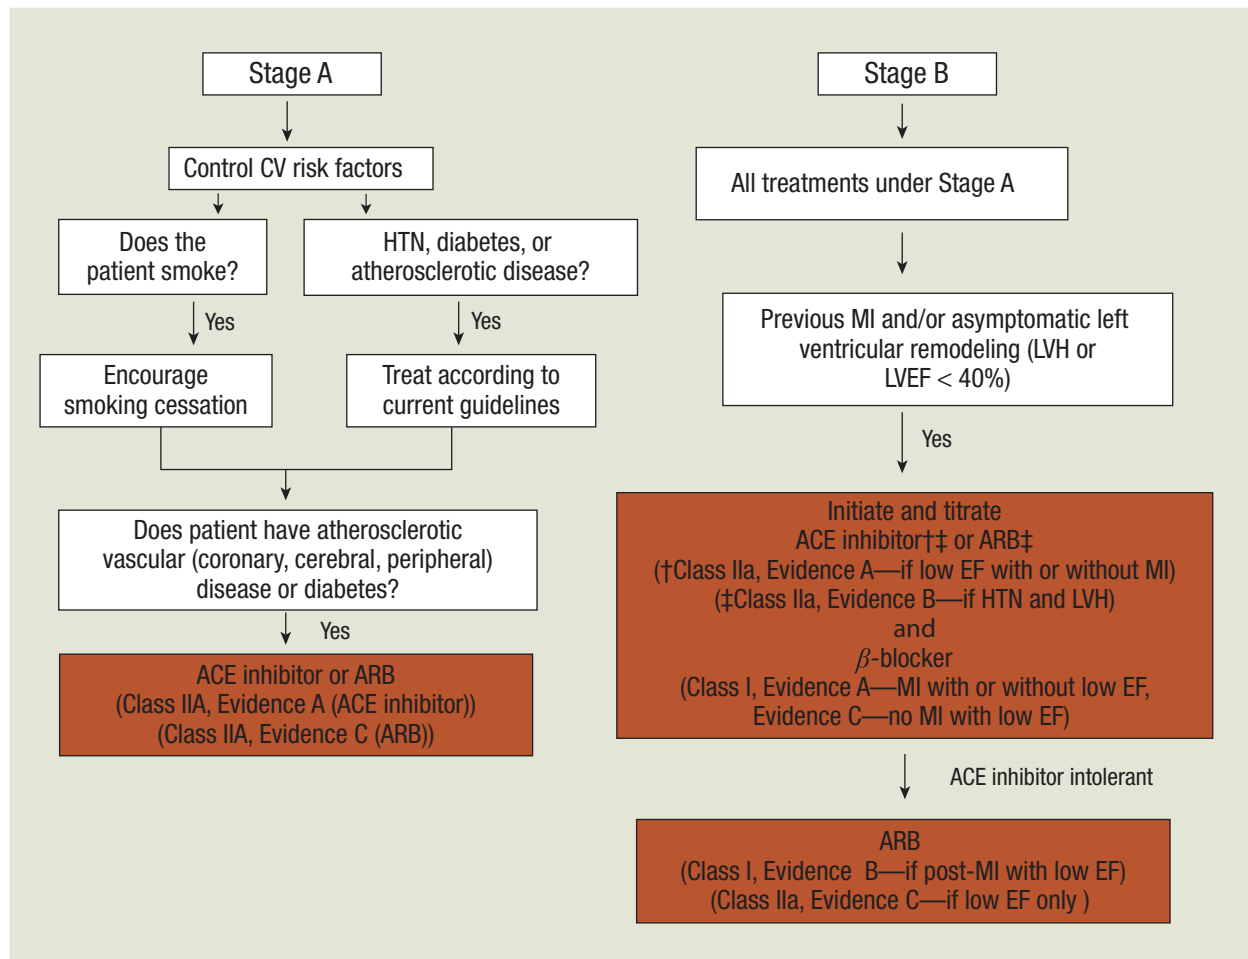 Stage A
Control CV risk factors
Does the
patient smoke?
HTN, diabetes, or
atherosclerotic disease?
Yes
Yes
Encourage
smoking cessation
Treat according to
current guidelines
Does patient have atherosclerotic
vascular (coronary, cerebral, peripheral)
disease or diabetes?
Yes
ACE inhibitor or ARB
(Class IIA, Evidence A (ACE inhibitor))
(Class IIA, Evidence C (ARB))
Stage B
All treatments under Stage A
Previous MI and/or asymptomatic left
ventricular remodeling (LVH or
LVEF < 40%)
Yes
Initiate and titrate
ACE inhibitor†‡ or ARB‡
(†Class IIa, Evidence A—if low EF with or without MI)
(‡Class IIa, Evidence B—if HTN and LVH)
and
β-blocker
(Class I, Evidence A—MI with or without low EF,
Evidence C—no MI with low EF)
ACE inhibitor intolerant
ARB
(Class I, Evidence B—if post-MI with low EF)
(Class IIa, Evidence C—if low EF only )